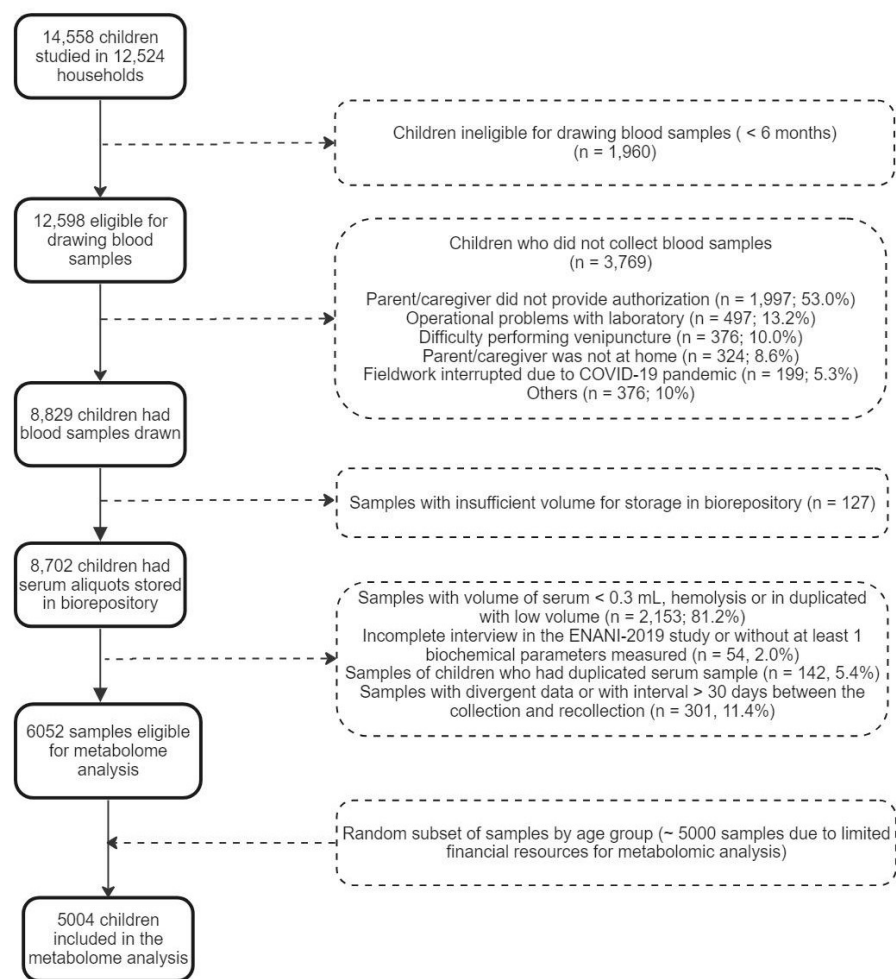 14,558 children
studied in 12,524
households
Children ineligible for drawing blood samples ( < 6 months)
(n = 1,960)
12,598 eligible for
drawing blood
samples
Children who did not collect blood samples
(n = 3,769)
Parent/caregiver did not provide authorization (n = 1,997; 53.0%)
Operational problems with laboratory (n = 497; 13.2%)
Difficulty performing venipuncture (n = 376; 10.0%)
Parent/caregiver was not at home (n = 324; 8.6%)
Fieldwork interrupted due to COVID-19 pandemic (n = 199; 5.3%)
Others (n = 376; 10%)
8,829 children had
blood samples drawn
Samples with insufficient volume for storage in biorepository (n = 127)
8,702 children had
serum aliquots stored
in biorepository
Samples with volume of serum < 0.3 mL, hemolysis or in duplicated
with low volume (n = 2,153; 81.2%)
Incomplete interview in the ENANI-2019 study or without at least 1
biochemical parameters measured (n = 54, 2.0%)
Samples of children who had duplicated serum sample (n = 142, 5.4%)
Samples with divergent data or with interval > 30 days between the
collection and recollection (n = 301, 11.4%)
6052 samples eligible
for metabolome
analysis
Random subset of samples by age group (~ 5000 samples due to limited
financial resources for metabolomic analysis)
5004 children
included in the
metabolome analysis